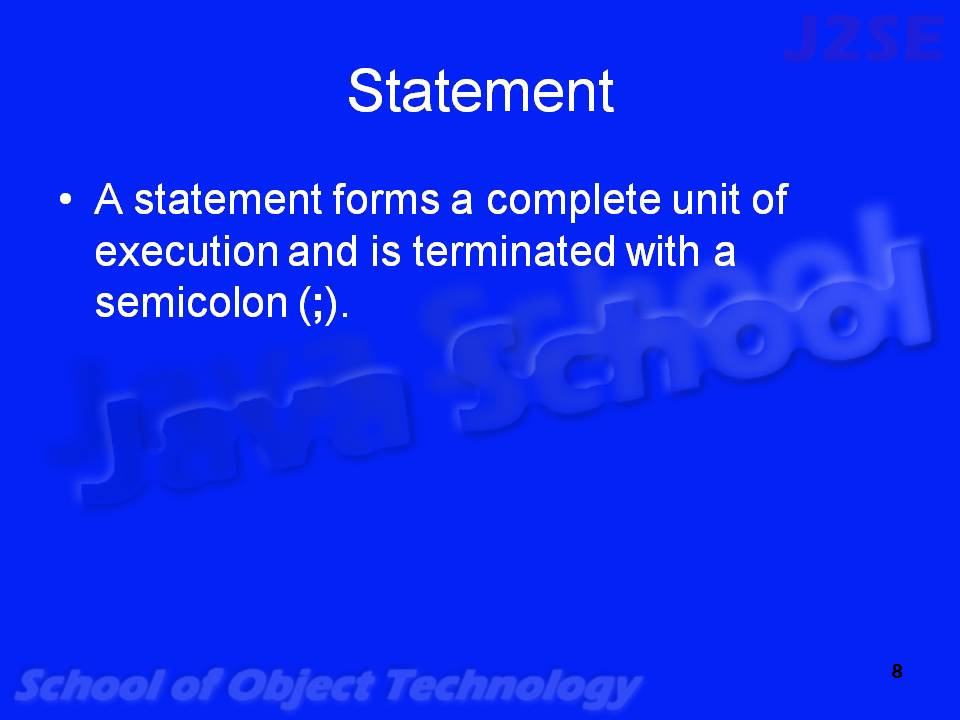 J2SE
Statement
• A statement forms a complete unit of
execution and is terminated with a
semicolon (;).
Java School
School of Object Technology
8